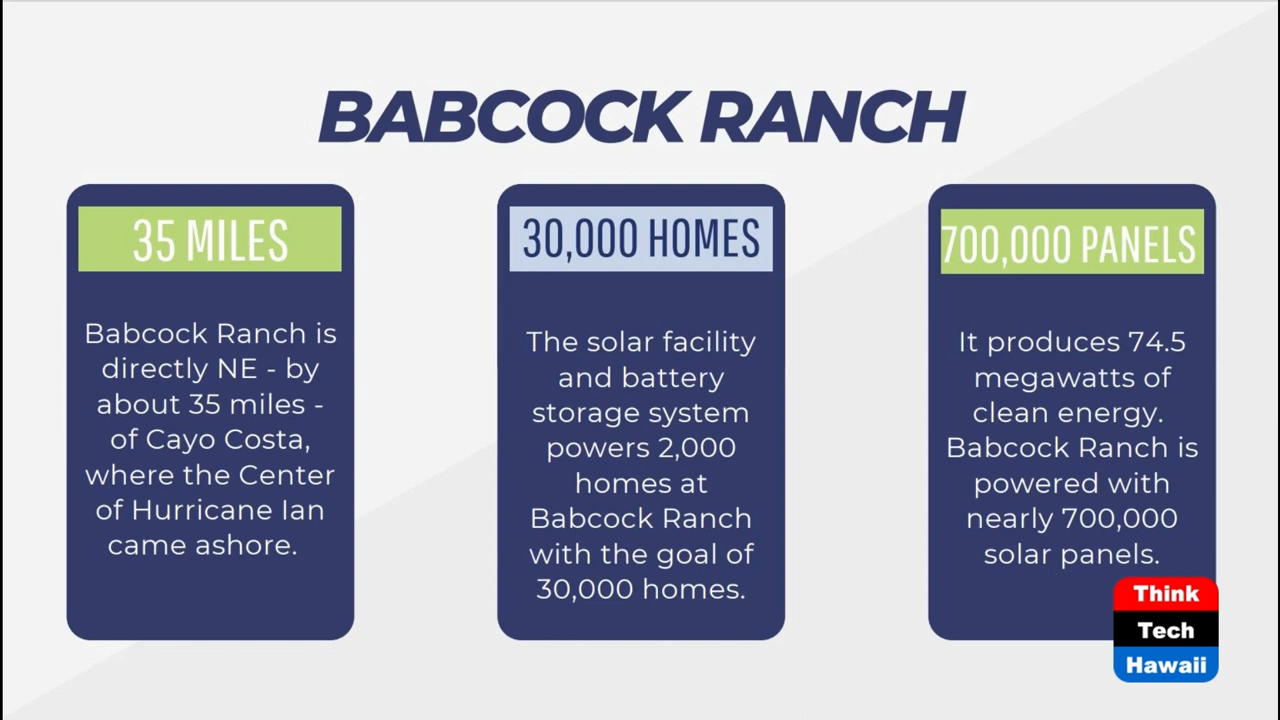 BABCOCK RANCH
35 MILES
Babcock Ranch is
directly NE - by
about 35 miles -
of Cayo Costa,
where the Center
of Hurricane Ian
came ashore.
30,000 HOMES
The solar facility
and battery
storage system
powers 2,000
homes at
Babcock Ranch
with the goal of
30,000 homes.
700,000 PANELS
It produces 74.5
megawatts of
clean energy.
Babcock Ranch is
powered with
nearly 700,000
solar panels.
Think
Tech
Hawaii